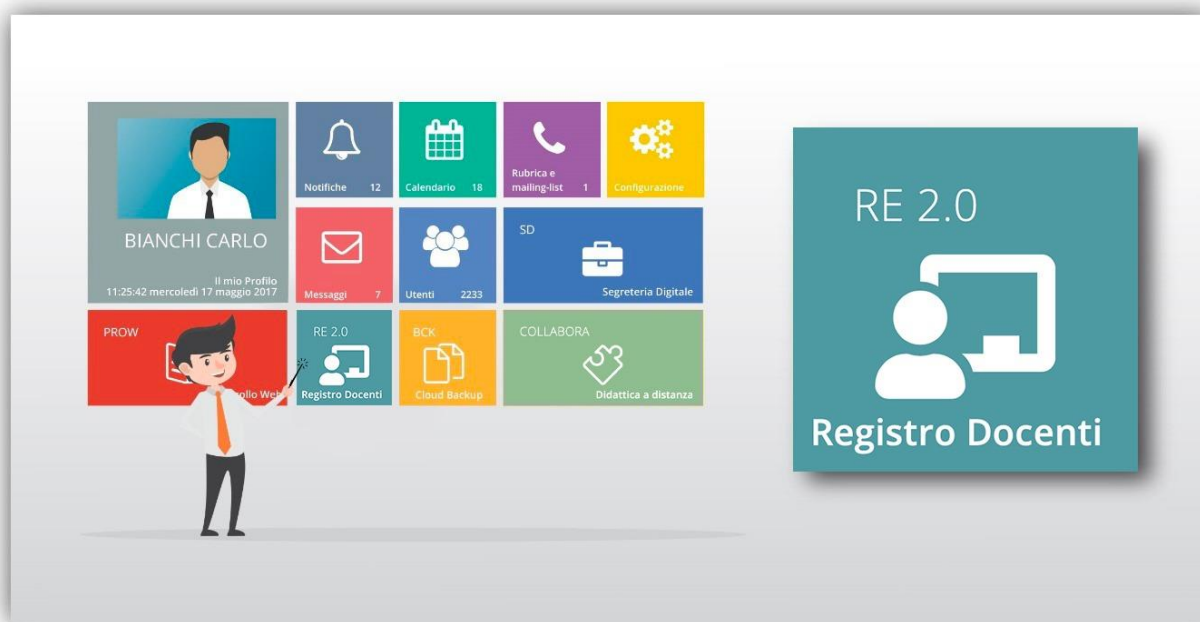 BIANCHI CARLO
Il mio Profilo
11:25:42 mercoledì 17 maggio 2017
Notifiche 12
Calendario 18
Rubrica e
mailing-list 1
Configurazione
Messaggi 7
Utenti 2233
SD
Segreteria Digitale
PROW
Web
RE 2.0
Registro Docenti
BCK
Cloud Backup
COLLABORA
Didattica a distanza
RE 2.0
Registro Docenti